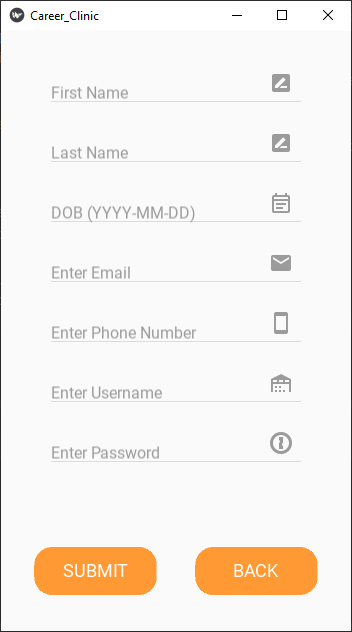 Career_Clinic
First Name
Last Name
DOB (YYYY-MM-DD)
Enter Email
Enter Phone Number
Enter Username
Enter Password
SUBMIT BACK